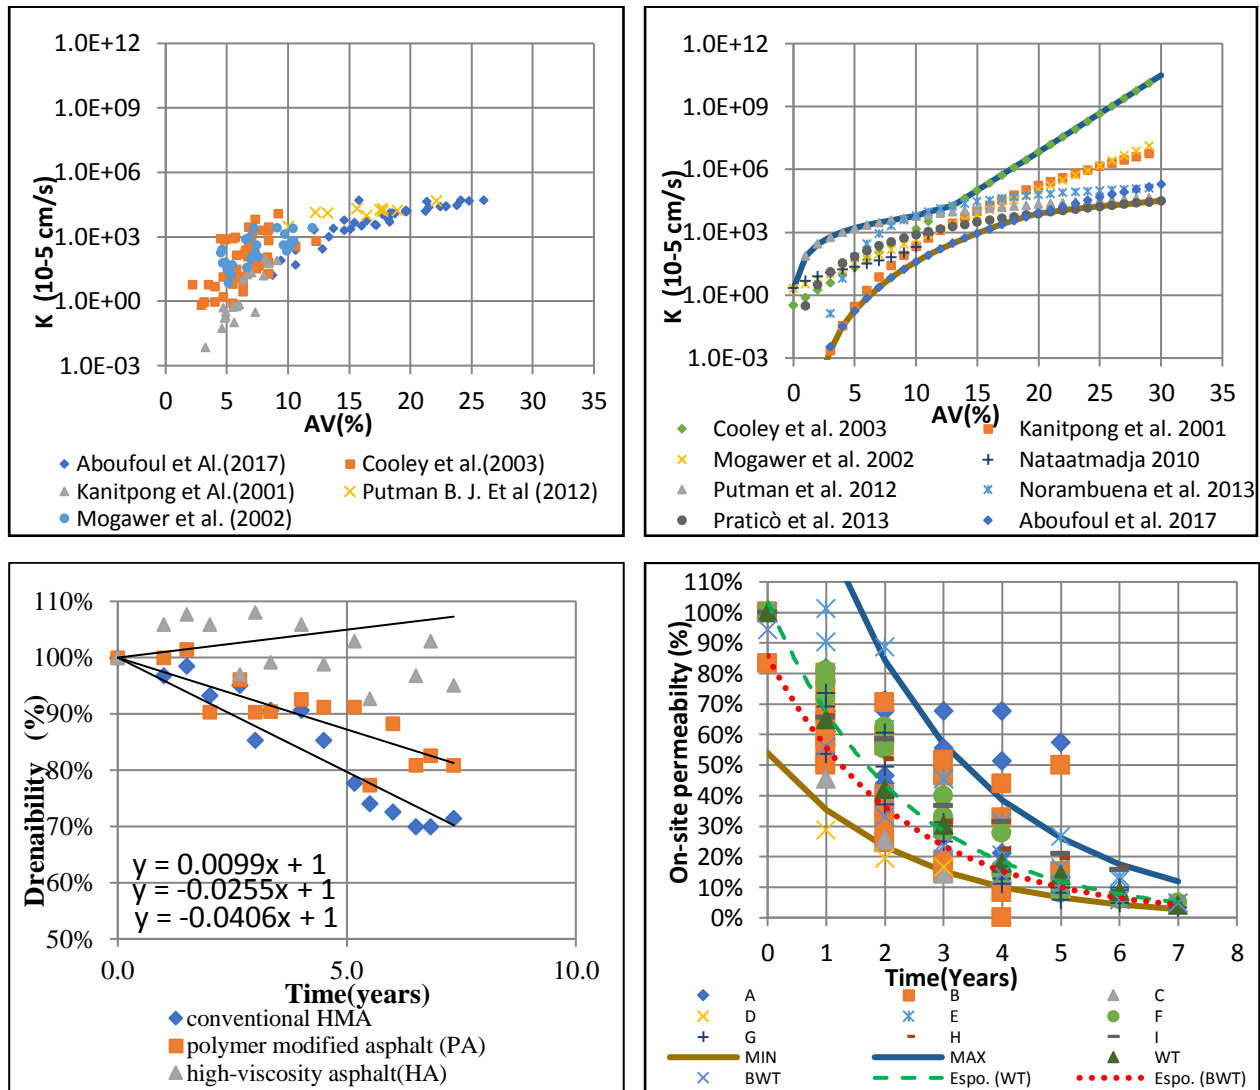 1.0E+12
1.0E+09
1.0E+06
1.0E+03
1.0E+00
1.0E-03
K (10-5 cm/s)
0 5 10 15 20 25 30 35
AV(%)
Aboufoul et Al.(2017) Cooley et al.(2003)
Kanitpong et Al.(2001) Putman B. J. Et al (2012)
Mogawer et al. (2002)
1.0E+12
1.0E+09
1.0E+06
1.0E+03
1.0E+00
1.0E-03
K (10-5 cm/s)
0 5 10 15 20 25 30 35
AV(%)
Cooley et al. 2003 Kanitpong et al. 2001
Mogawer et al. 2002 Nataatmadja 2010
Putman et al. 2012 Norambuena et al. 2013
Praticò et al. 2013 Aboufoul et al. 2017
110%
100%
90%
80%
70%
60%
50%
Drenaibility (%)
y = 0.0099x + 1
y = -0.0255x + 1
y = -0.0406x + 1
0.0 5.0 10.0
Time(years)
conventional HMA
polymer modified asphalt (PA)
high-viscosity asphalt(HA)
110%
100%
90%
80%
70%
60%
50%
40%
30%
20%
10%
0%
On-site permeabilty (%)
0 1 2 3 4 5 6 7 8
Time(Years)
A B C
D E F
G H I
MIN MAX WT
BWT Espo. (WT) Espo. (BWT)